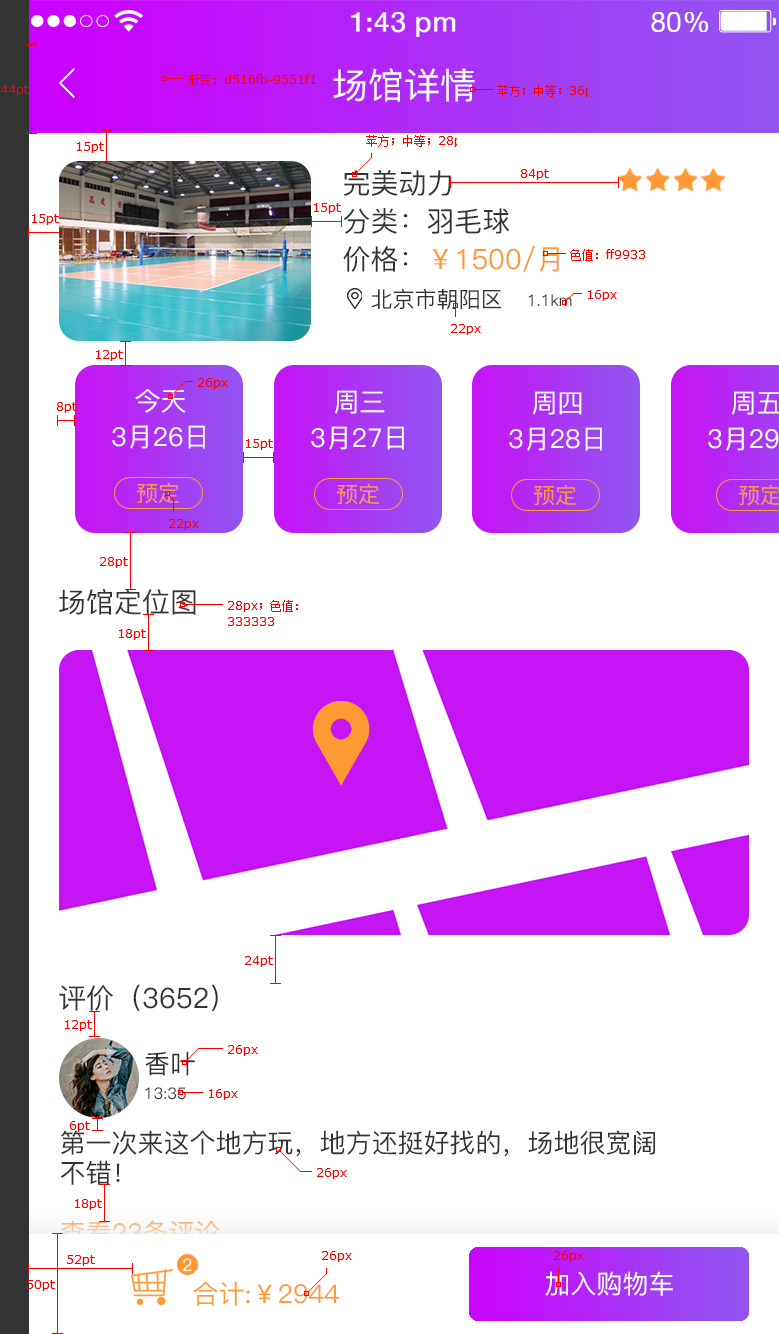 1:43 pm 80%
44pt
渐变：d516fb-9551f1 场馆详情 苹方；中等；36p
15pt 苹方；中等；28p
完美动力 84pt
15pt 15pt 分类：羽毛球
价格：￥1500/月 色值：ff9933
北京市朝阳区 1.1km 16px
22px
12pt
26px
8pt 今天 周三 周四 周五
3月26日 15pt 3月27日 3月28日 3月29
预定 预定 预定 预定
22px
28pt
场馆定位图 28px；色值：
333333
18pt
24pt
评价（3652）
12pt
香叶 26px
13:35 16px
6pt
第一次来这个地方玩，地方还挺好找的，场地很宽阔
不错！
26px
18pt
查看23条评论
52pt 26px 26px
2
50pt 合计:￥2944 加入购物车